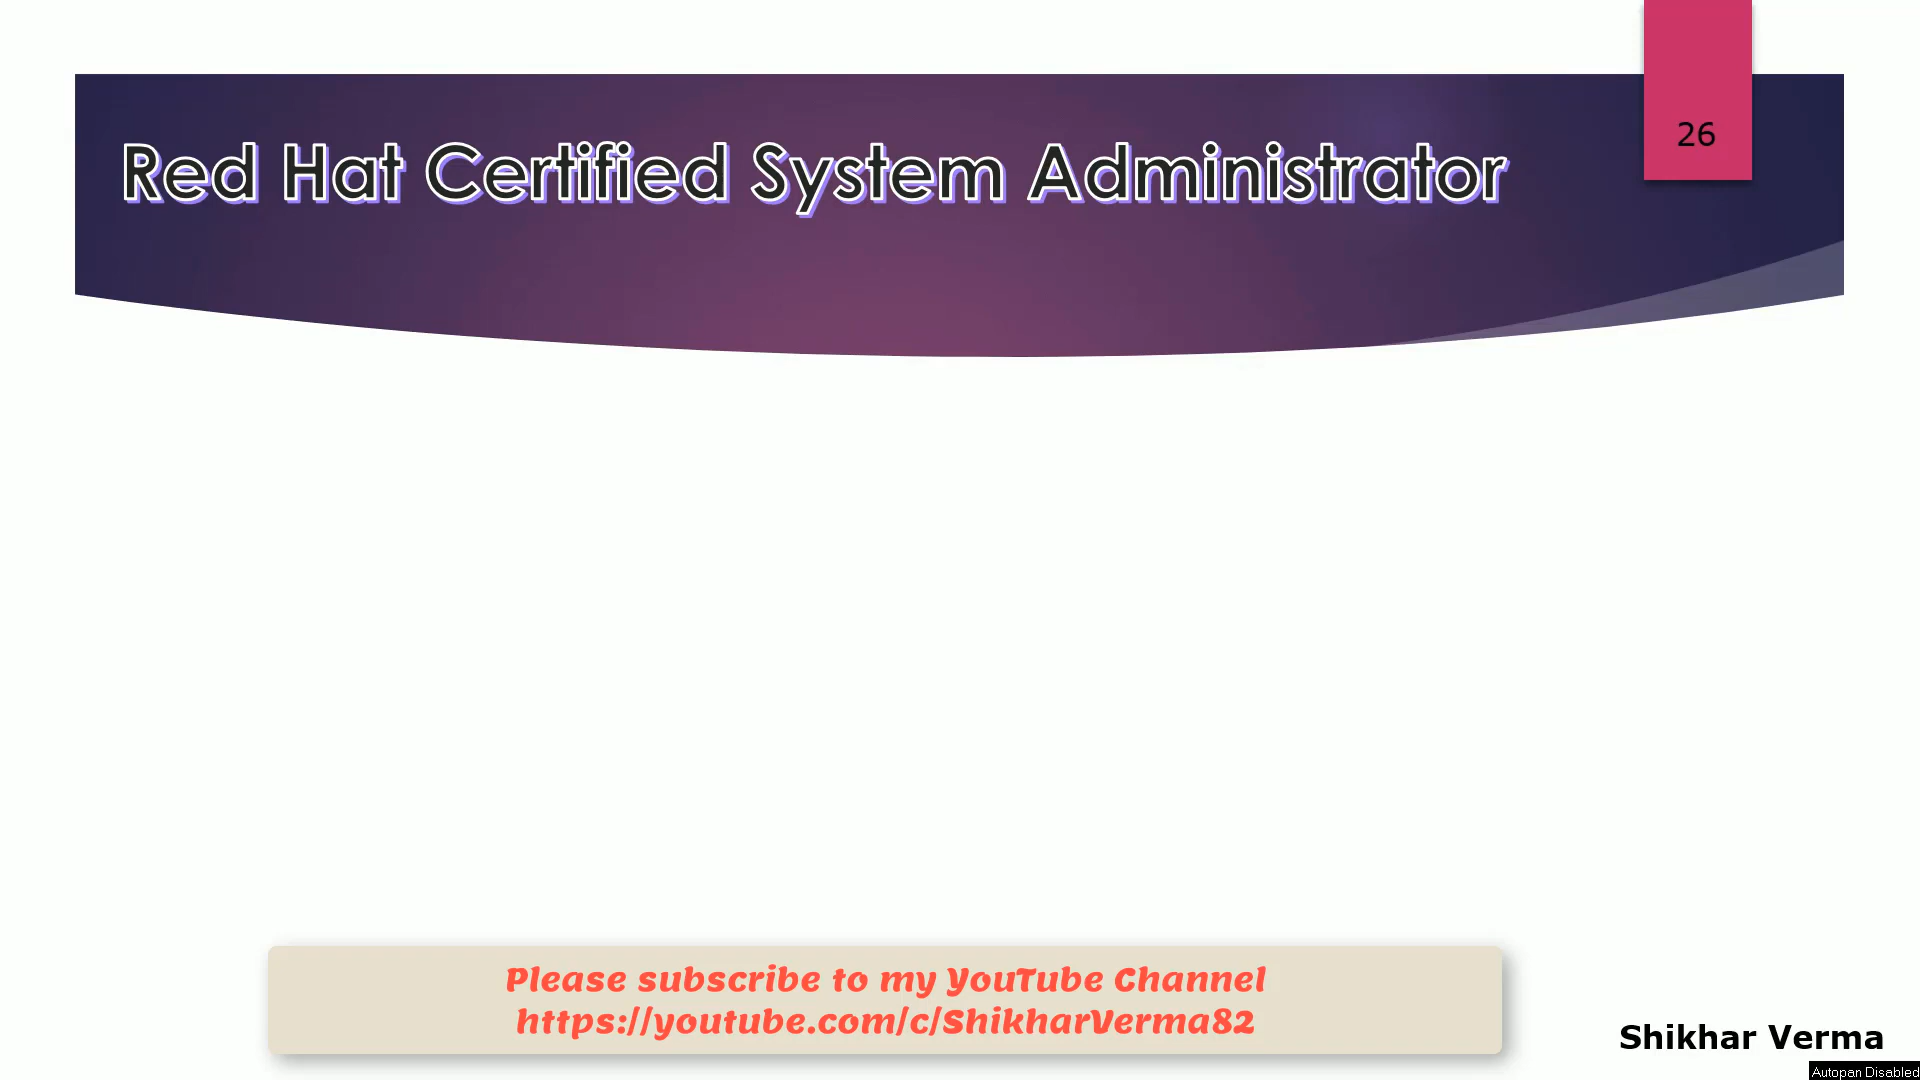 26
Red Hat Certified System Administrator
Please subscribe to my YouTube Channel
https://youtube.com/c/ShikharVerma82
Shikhar Verma
Autopan Disabled